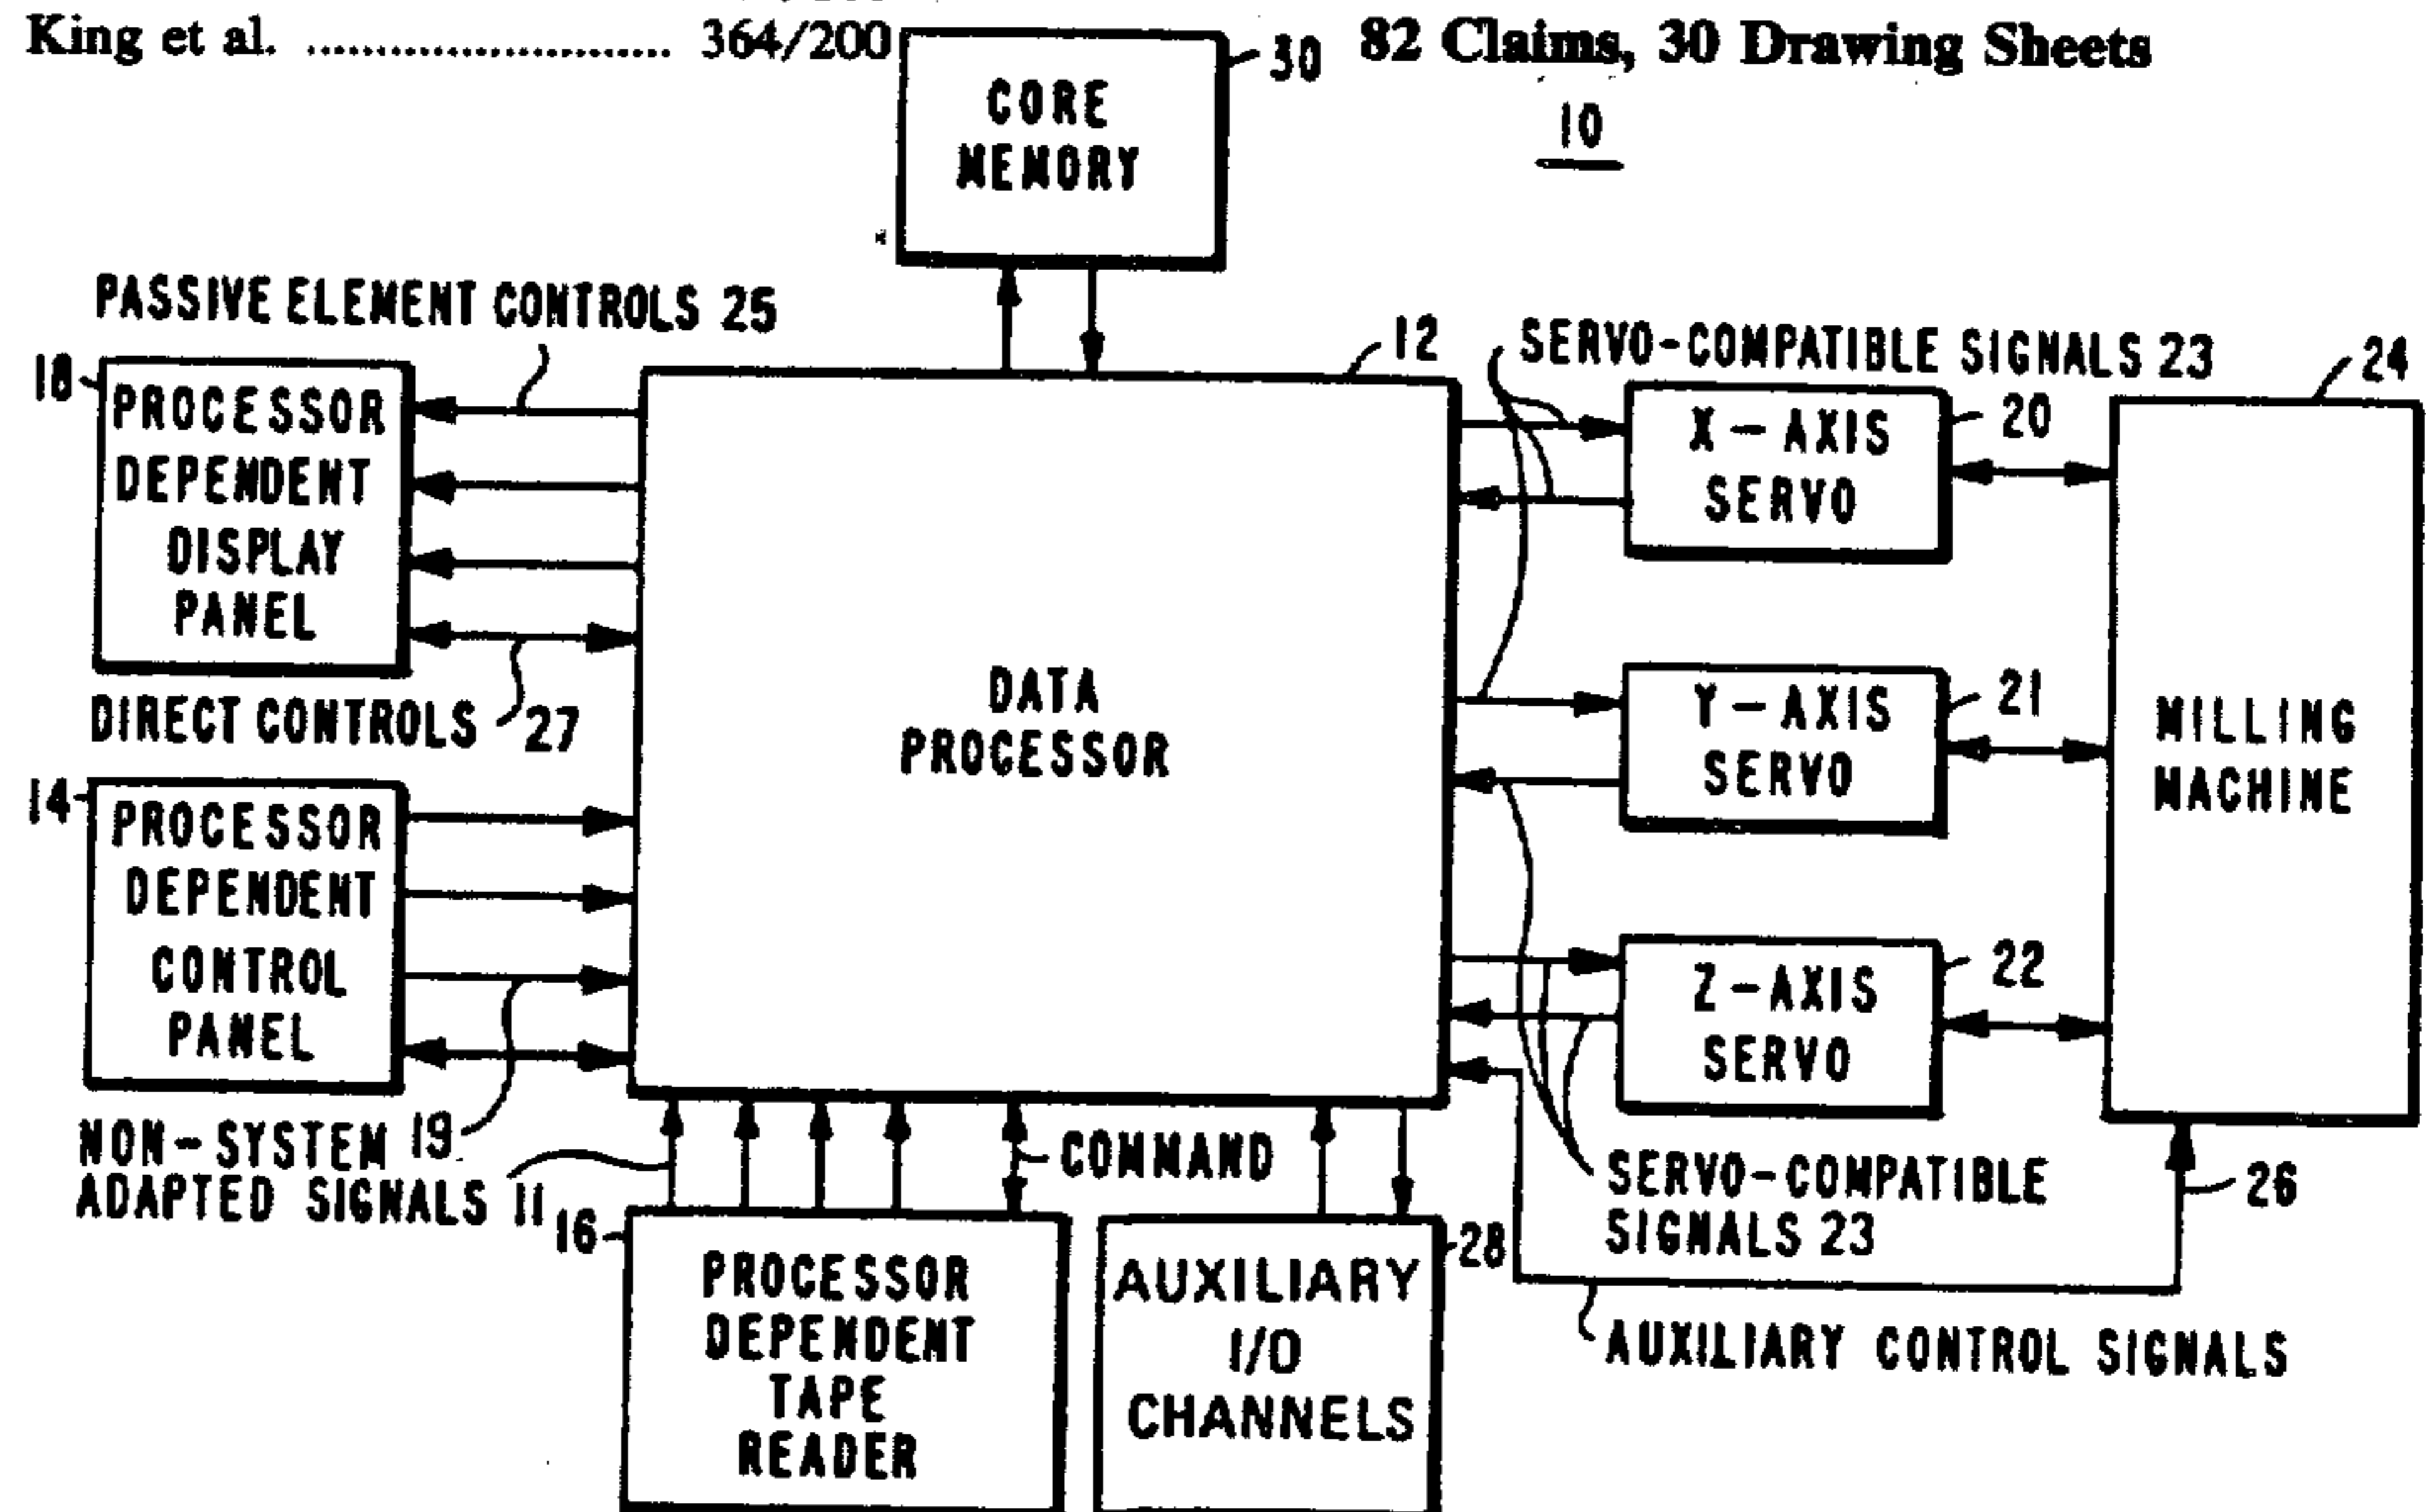 King et al. .......................... 364/200
82 Claims, 30 Drawing Sheets
10
CORE
MEMORY
30
PASSIVE ELEMENT CONTROLS 25
18
PROCESSOR
DEPENDENT
DISPLAY
PANEL
DIRECT CONTROLS 27
14
PROCESSOR
DEPENDENT
CONTROL
PANEL
NON-SYSTEM 19
ADAPTED SIGNALS 11
12
DATA
PROCESSOR
SERVO-COMPATIBLE SIGNALS 23
X-AXIS
SERVO
20
Y-AXIS
SERVO
21
Z-AXIS
SERVO
22
24
MILLING
MACHINE
COMMAND
16
PROCESSOR
DEPENDENT
TAPE
READER
AUXILIARY
I/O
CHANNELS
28
SERVO-COMPATIBLE
SIGNALS 23
26
AUXILIARY CONTROL SIGNALS